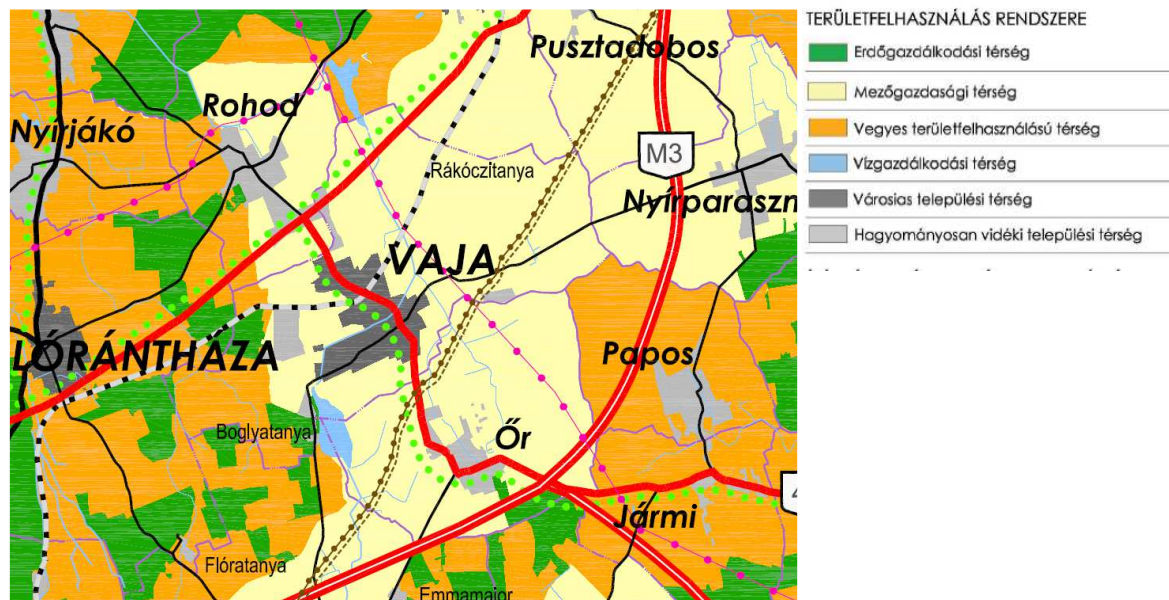 Pusztadobos
Rohod
Nyírjákó
M3
Rákóczitanya
Nyírparaszn
VAJA
LÓRÁNTHÁZA
Papos
Boglyatanya
Őr
4
Jármi
Flóratanya
Emmamajor
TERÜLETFELHASZNÁLÁS RENDSZERE
Erdőgazdálkodási térség
Mezőgazdasági térség
Vegyes területfelhasználású térség
Vízgazdálkodási térség
Városias települési térség
Hagyományosan vidéki települési térség